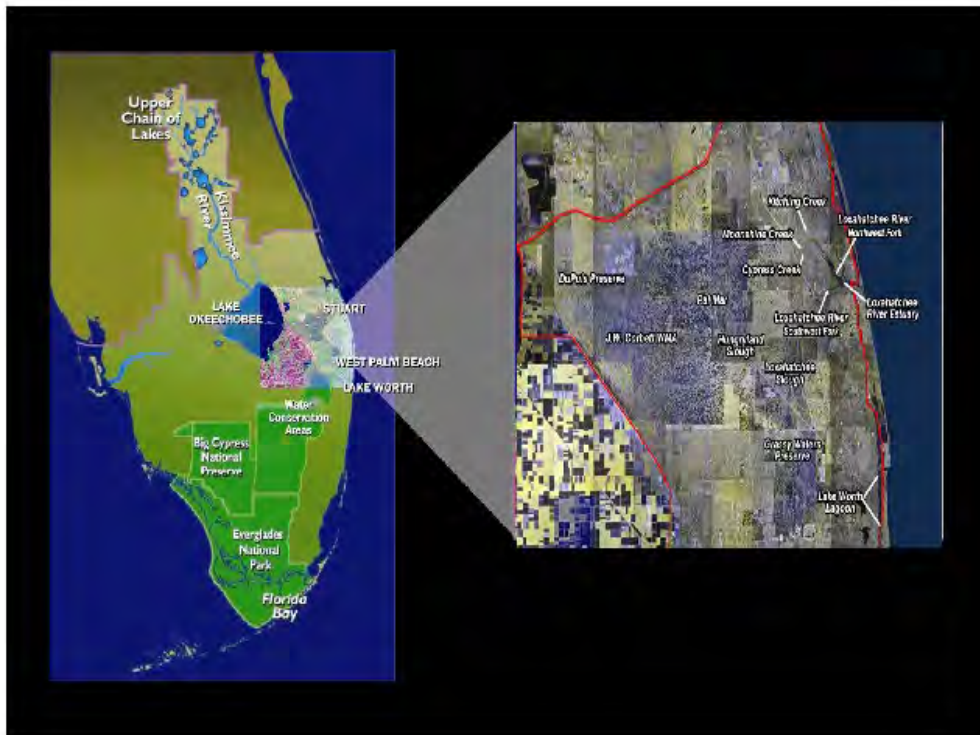 Upper
Chain of
Lakes
Kissimmee
River
LAKE
OKEECHOBEE
STUART
WEST PALM BEACH
LAKE WORTH
Water
Conservation
Areas
Big Cypress
National
Preserve
Everglades
National
Park
Florida
Bay
Kitching Creek
Loxahatchee River
Northwest Fork
Moonshine Creek
Cypress Creek
DuPuis Preserve
Pal Mar
Loxahatchee
River Estuary
Loxahatchee River
Southwest Fork
J.W. Corbett WMA
Hungryland
Slough
Loxahatchee
Slough
Grassy Waters
Preserve
Lake Worth
Lagoon